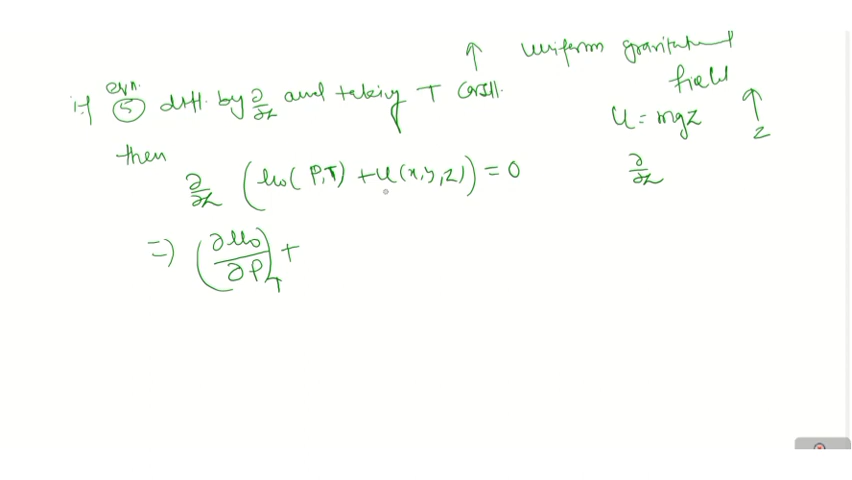 ↑ uniform gravitational
field
eqn.
if ⑤ diff. by ∂/∂z and taking T const.
U = mgz ↑ z
then
∂/∂z (μ₀(P,T) + U(x,y,z)) = 0 ∂/∂z
=> (∂μ₀/∂P)_T +